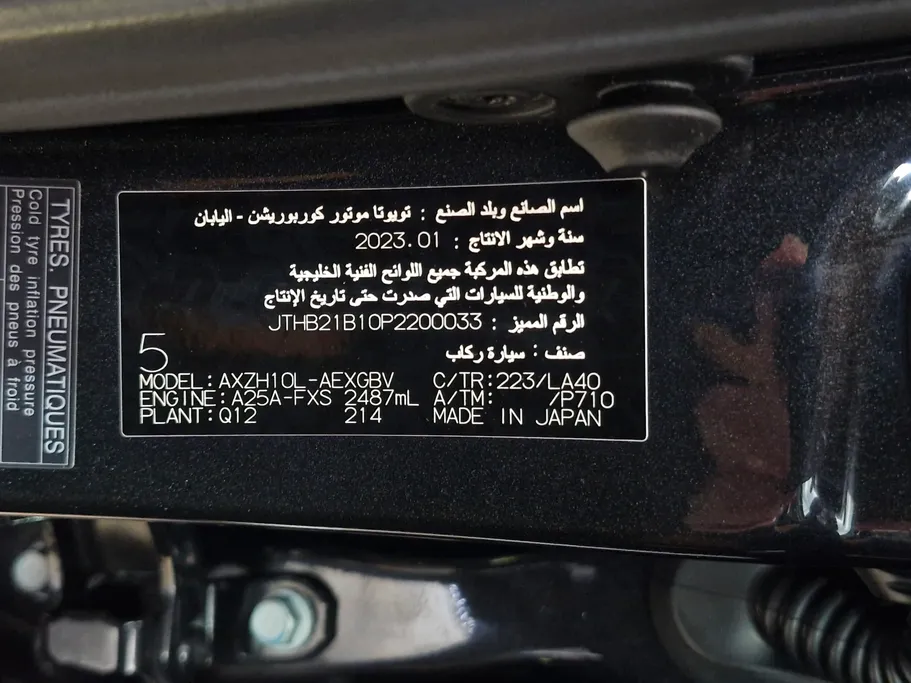 اسم الصانع وبلد الصنع : تويوتا موتور كوربوريشن - اليابان
سنة وشهر الانتاج : 2023.01
تطابق هذه المركبة جميع اللوائح الفنية الخليجية
والوطنية للسيارات التي صدرت حتى تاريخ الإنتاج
الرقم المميز : JTHB21B10P2200033
صنف : سيارة ركاب
5
MODEL:AXZH10L-AEXGBV C/TR:223/LA40
ENGINE:A25A-FXS 2487mL A/TM: /P710
PLANT:Q12 214 MADE IN JAPAN
TYRES. PNEUMATIQUES
Cold tyre inflation pressure
Pression des pneus à froid